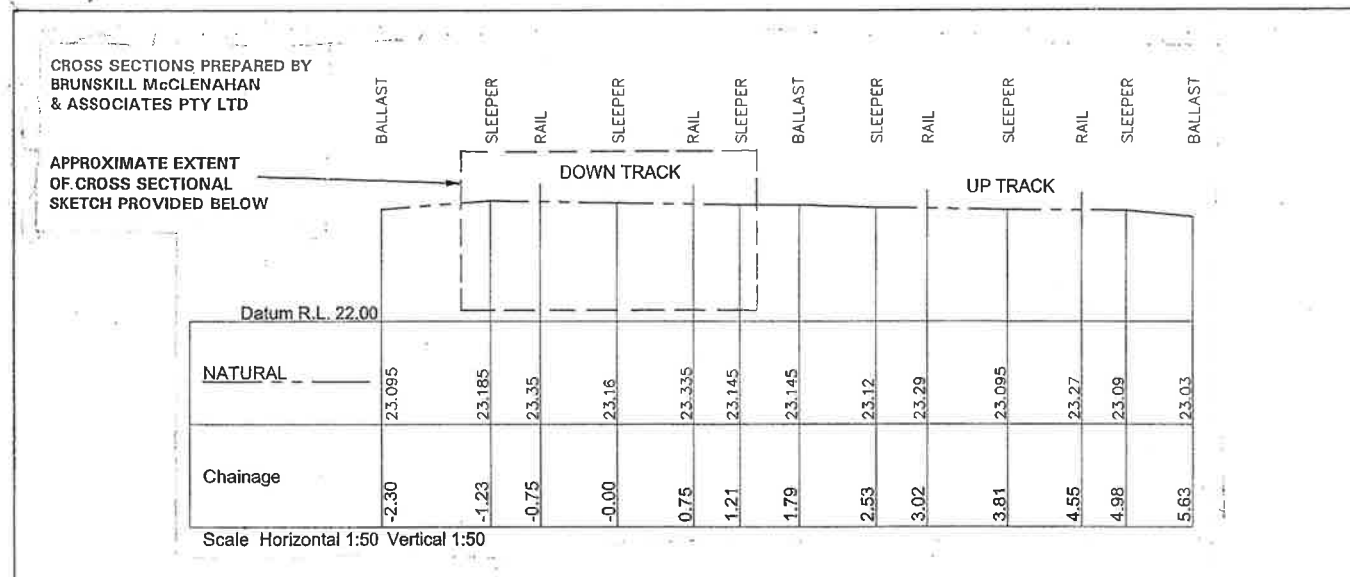 CROSS SECTIONS PREPARED BY
BRUNSKILL McCLENAHAN
& ASSOCIATES PTY LTD
APPROXIMATE EXTENT
OF CROSS SECTIONAL
SKETCH PROVIDED BELOW
BALLAST SLEEPER RAIL SLEEPER RAIL SLEEPER BALLAST SLEEPER RAIL SLEEPER RAIL SLEEPER BALLAST
DOWN TRACK UP TRACK
Datum R.L. 22.00
NATURAL 23.095 23.185 23.35 23.16 23.335 23.145 23.145 23.12 23.29 23.095 23.27 23.09 23.03
Chainage -2.30 -1.23 -0.75 -0.00 0.75 1.21 1.79 2.53 3.02 3.81 4.55 4.98 5.63
Scale Horizontal 1:50 Vertical 1:50